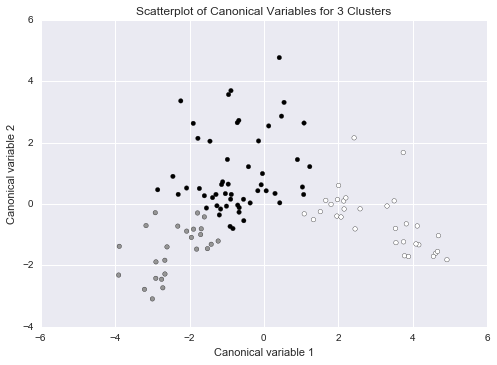 Scatterplot of Canonical Variables for 3 Clusters
6
4
2
0
−2
−4
Canonical variable 2
−6 −4 −2 0 2 4 6
Canonical variable 1